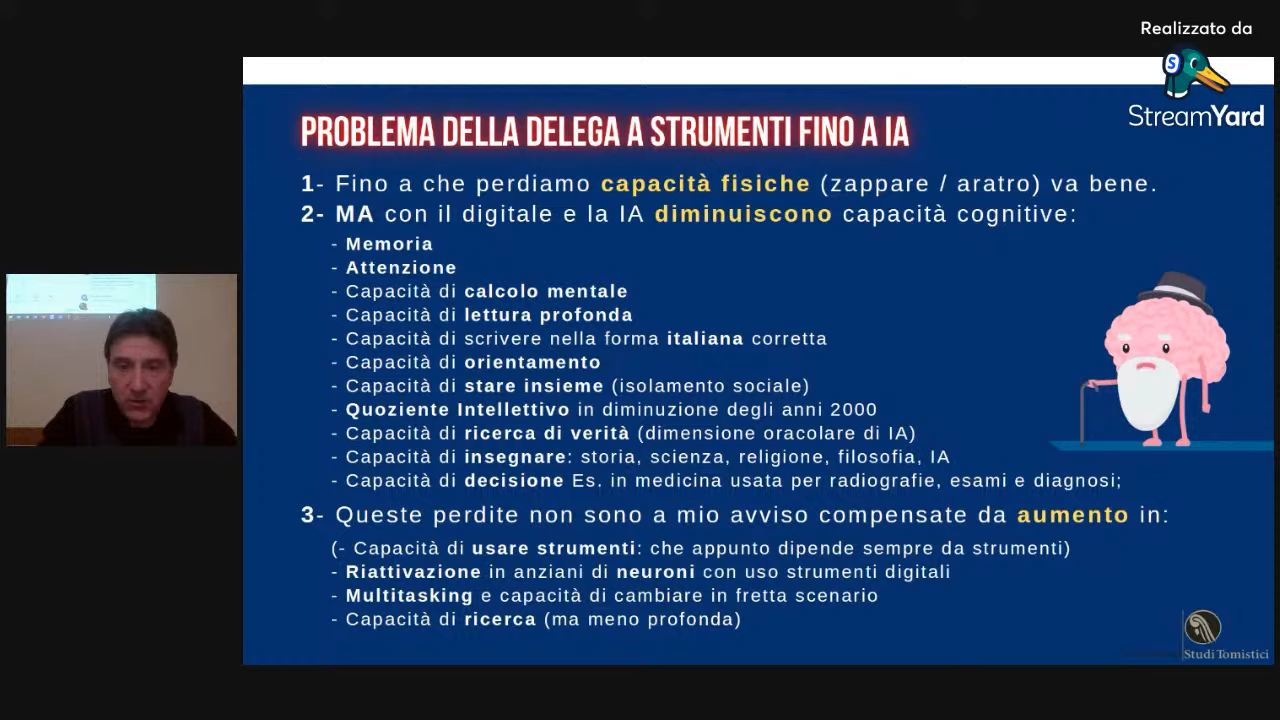 Realizzato da
StreamYard
PROBLEMA DELLA DELEGA A STRUMENTI FINO A IA
1- Fino a che perdiamo capacità fisiche (zappare / aratro) va bene.
2- MA con il digitale e la IA diminuiscono capacità cognitive:
- Memoria
- Attenzione
- Capacità di calcolo mentale
- Capacità di lettura profonda
- Capacità di scrivere nella forma italiana corretta
- Capacità di orientamento
- Capacità di stare insieme (isolamento sociale)
- Quoziente Intellettivo in diminuzione degli anni 2000
- Capacità di ricerca di verità (dimensione oracolare di IA)
- Capacità di insegnare: storia, scienza, religione, filosofia, IA
- Capacità di decisione Es. in medicina usata per radiografie, esami e diagnosi;
3- Queste perdite non sono a mio avviso compensate da aumento in:
(- Capacità di usare strumenti: che appunto dipende sempre da strumenti)
- Riattivazione in anziani di neuroni con uso strumenti digitali
- Multitasking e capacità di cambiare in fretta scenario
- Capacità di ricerca (ma meno profonda)
Studi Tomistici